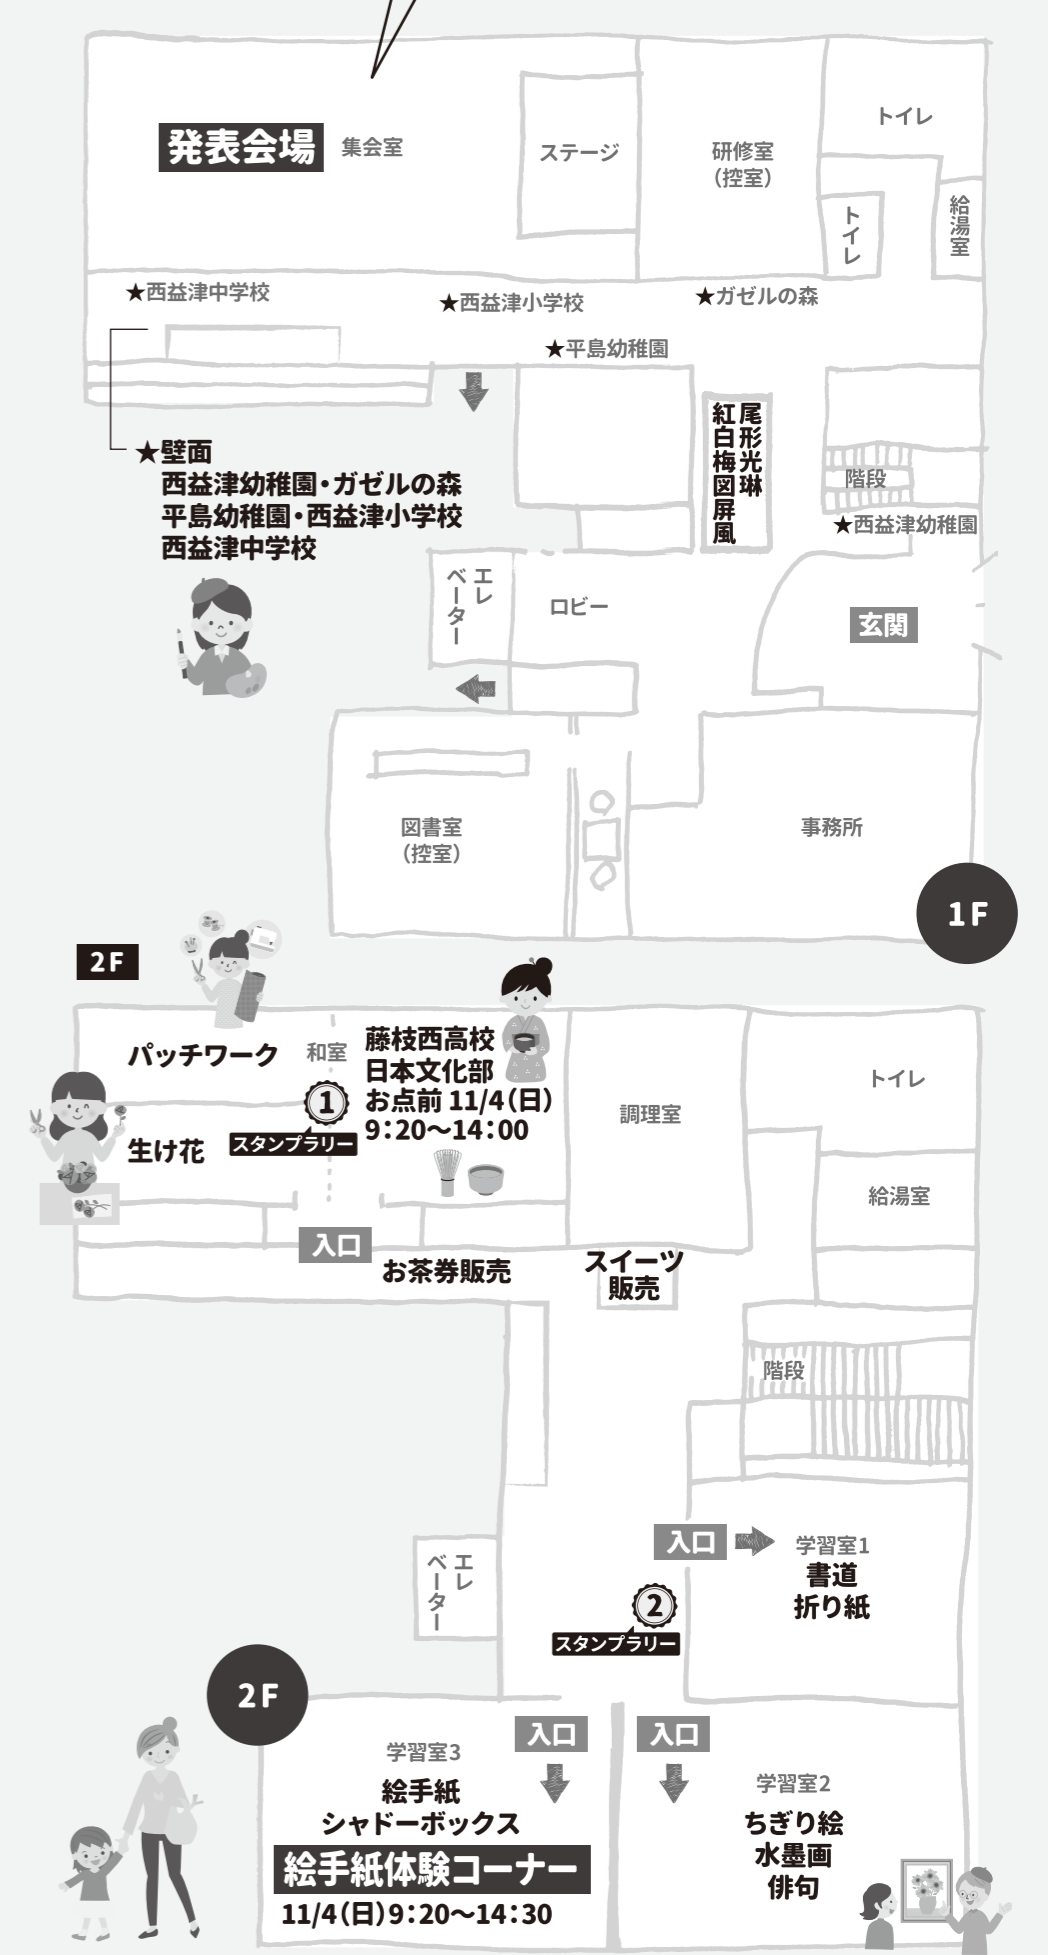 発表会場 集会室
ステージ
研修室
（控室）
トイレ
トイレ
給湯室
★西益津中学校
★西益津小学校
★ガゼルの森
★平島幼稚園
★壁面
西益津幼稚園・ガゼルの森
平島幼稚園・西益津小学校
西益津中学校
尾形光琳
紅白梅図屏風
階段
★西益津幼稚園
エレ
ベーター
ロビー
玄関
図書室
（控室）
事務所
1F
2F
パッチワーク
和室
藤枝西高校
日本文化部
お点前 11/4（日）
9：20〜14：00
1
スタンプラリー
生け花
調理室
トイレ
給湯室
入口
お茶券販売
スイーツ
販売
階段
入口
学習室1
書道
折り紙
エレ
ベーター
2
スタンプラリー
2F
学習室3
入口
絵手紙
シャドーボックス
絵手紙体験コーナー
11/4（日）9：20〜14：30
入口
学習室2
ちぎり絵
水墨画
俳句